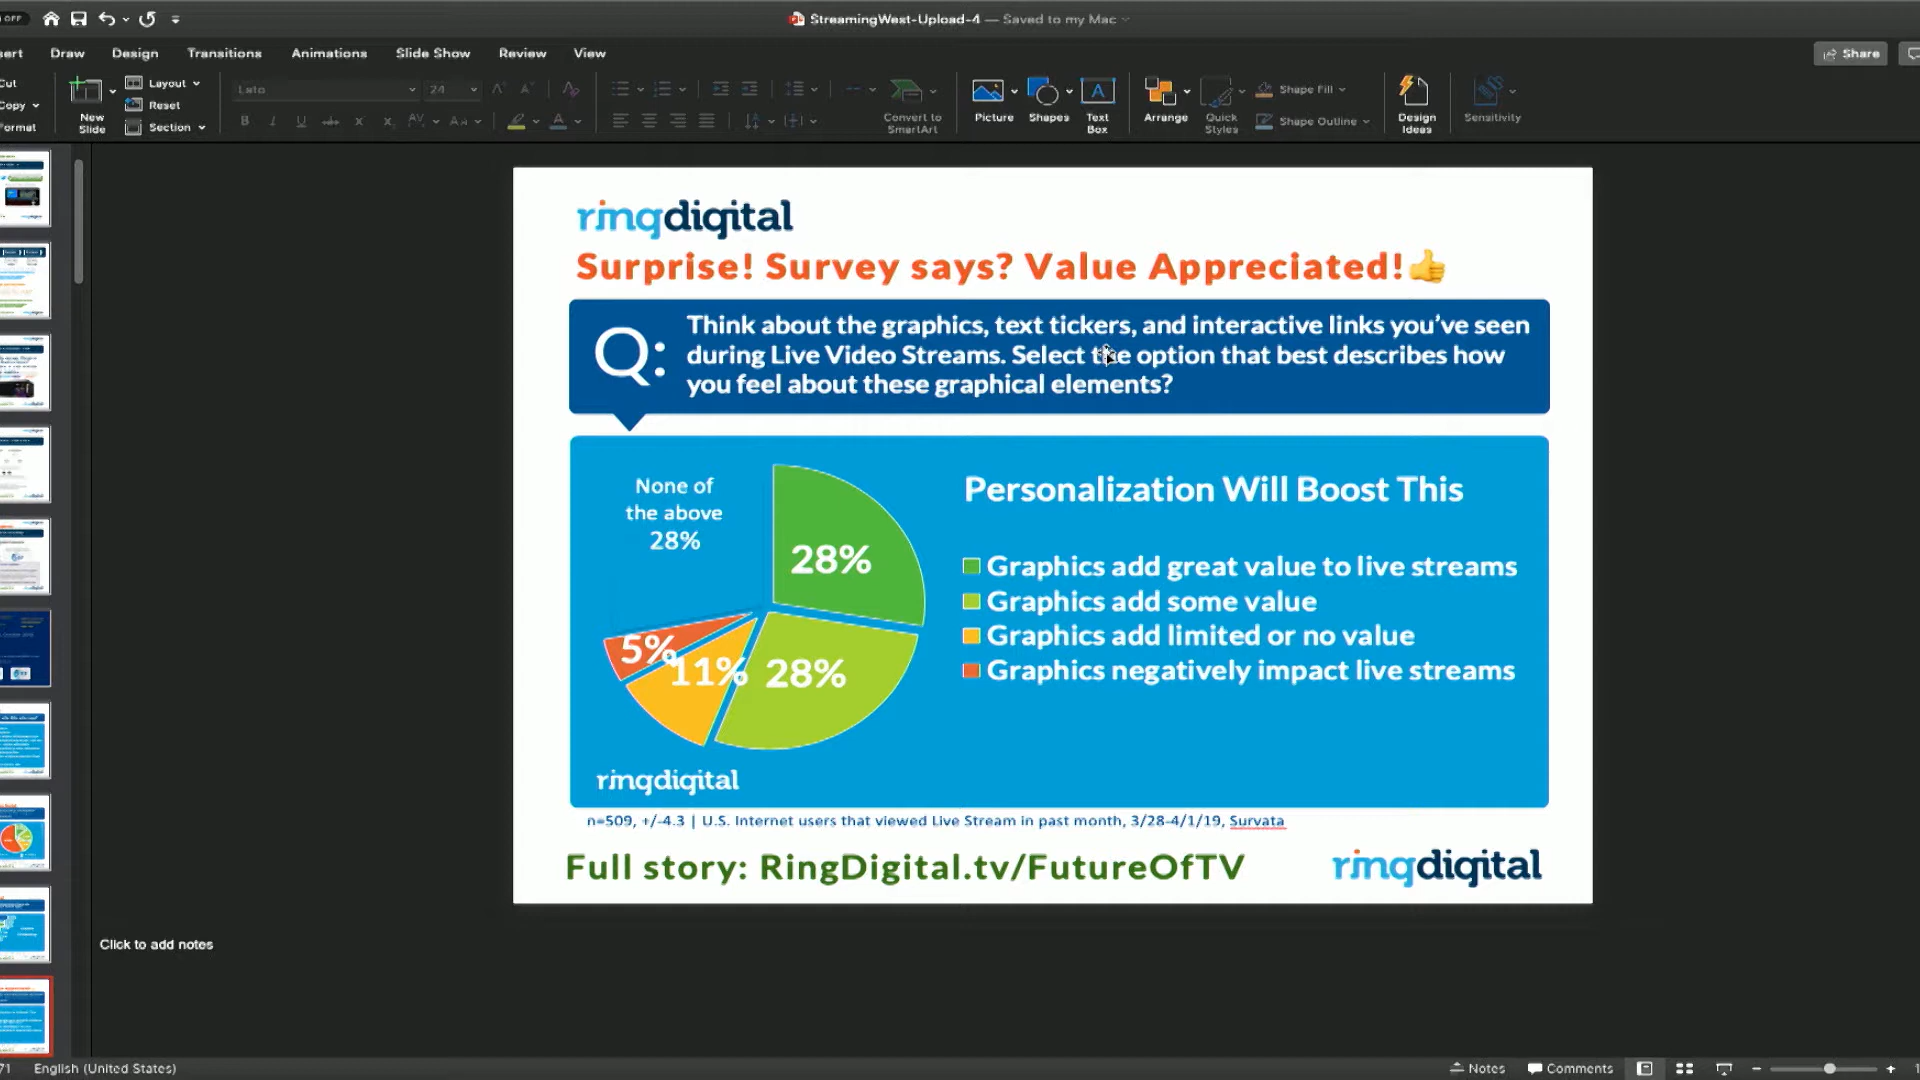 OFF
StreamingWest-Upload-4 — Saved to my Mac
ert Draw Design Transitions Animations Slide Show Review View
Share
Cut
Copy
Format
New
Slide
Layout
Reset
Section
Lato
24
Convert to
SmartArt
Picture
Shapes
Text
Box
Arrange
Quick
Styles
Shape Fill
Shape Outline
Design
Ideas
Sensitivity
ringdigital
Surprise! Survey says? Value Appreciated!👍
Q:
Think about the graphics, text tickers, and interactive links you've seen
during Live Video Streams. Select the option that best describes how
you feel about these graphical elements?
None of
the above
28%
28%
5%
11%
28%
Personalization Will Boost This
Graphics add great value to live streams
Graphics add some value
Graphics add limited or no value
Graphics negatively impact live streams
ringdigital
n=509, +/-4.3 | U.S. Internet users that viewed Live Stream in past month, 3/28-4/1/19, Survata
Full story: RingDigital.tv/FutureOfTV
ringdigital
Click to add notes
71 English (United States)
Notes
Comments